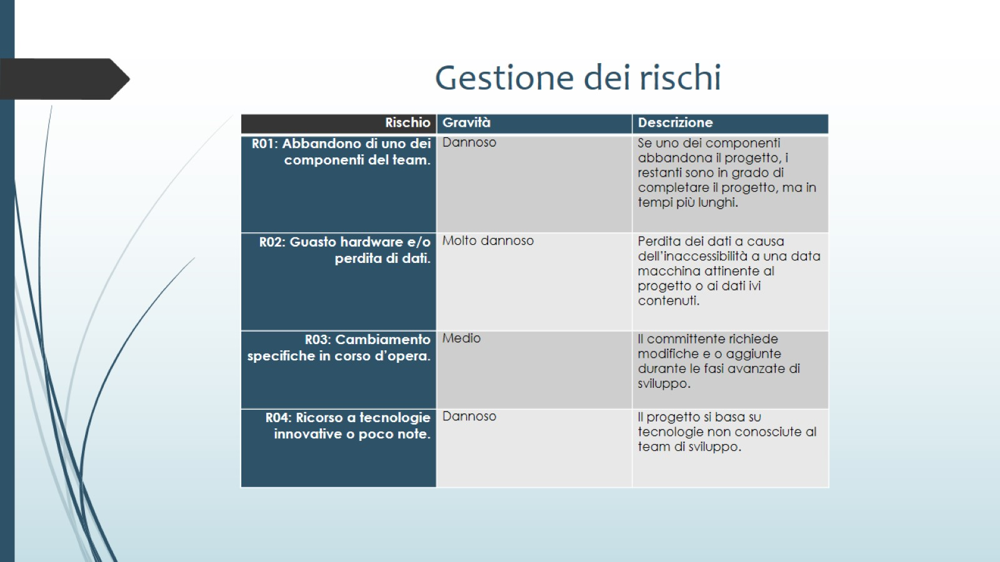 Gestione dei rischi
Rischio Gravità Descrizione
R01: Abbandono di uno dei
componenti del team.
Dannoso
Se uno dei componenti
abbandona il progetto, i
restanti sono in grado di
completare il progetto, ma in
tempi più lunghi.
R02: Guasto hardware e/o
perdita di dati.
Molto dannoso
Perdita dei dati a causa
dell’inaccessibilità a una data
macchina attinente al
progetto o ai dati ivi
contenuti.
R03: Cambiamento
specifiche in corso d’opera.
Medio
Il committente richiede
modifiche e o aggiunte
durante le fasi avanzate di
sviluppo.
R04: Ricorso a tecnologie
innovative o poco note.
Dannoso
Il progetto si basa su
tecnologie non conosciute al
team di sviluppo.